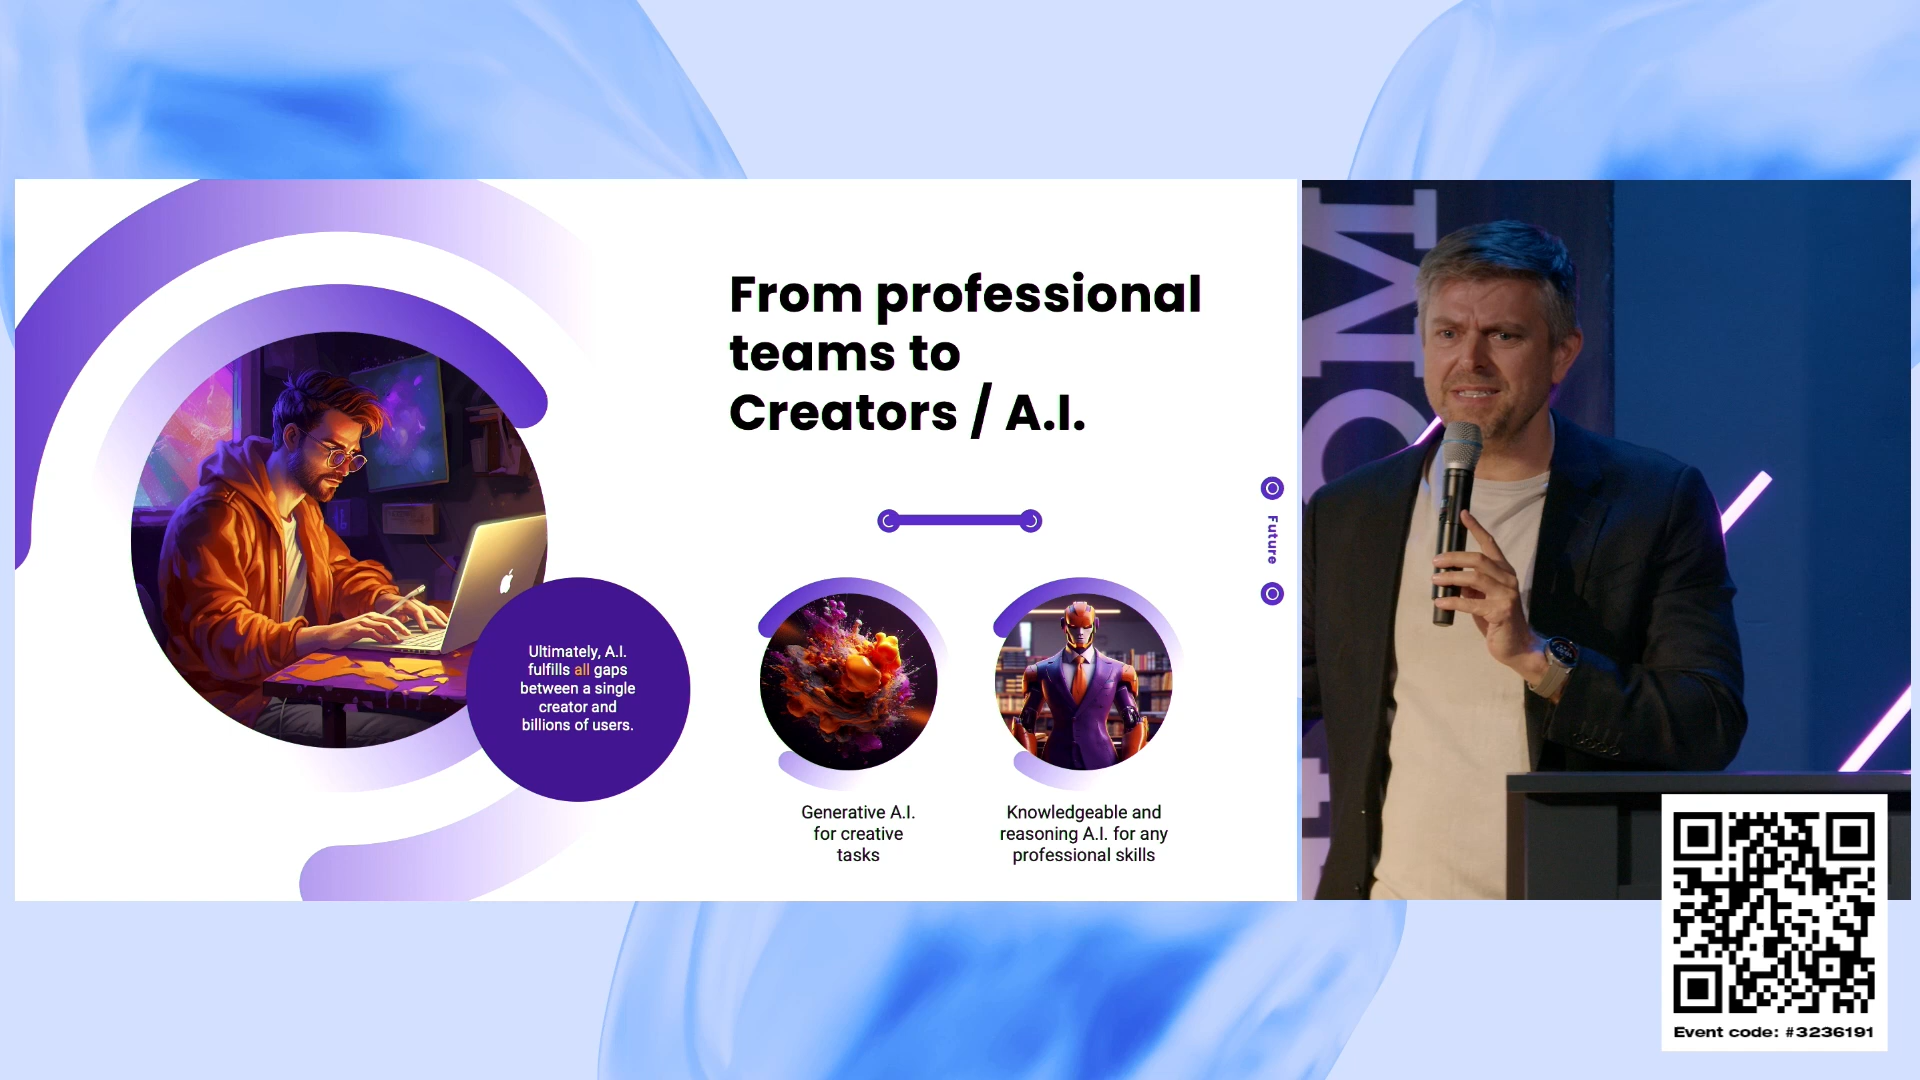 From professional
teams to
Creators / A.I.
Future
Ultimately, A.I.
fulfills all gaps
between a single
creator and
billions of users.
Generative A.I.
for creative
tasks
Knowledgeable and
reasoning A.I. for any
professional skills
Event code: #3236191